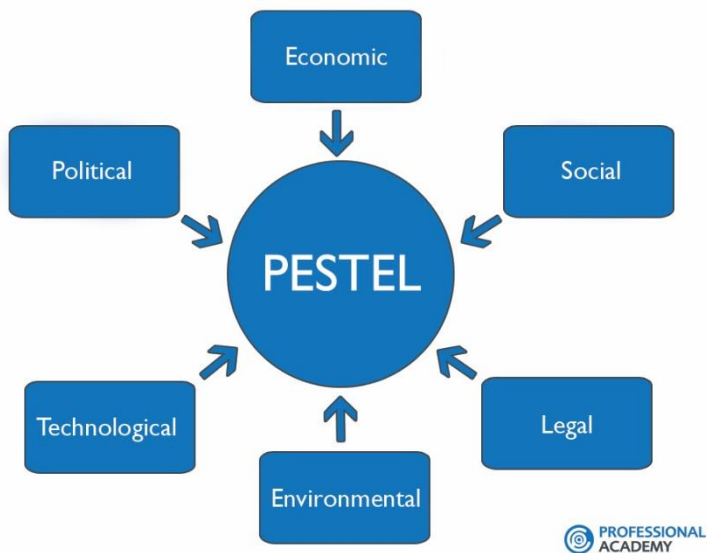 Economic
Political
Social
PESTEL
Technological
Legal
Environmental
PROFESSIONAL
ACADEMY